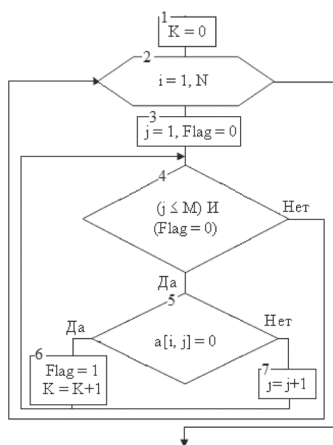 1
K = 0
2
i = 1, N
3
j = 1, Flag = 0
4
(j ≤ M) И
(Flag = 0)
Нет
Да
5
Да
a[i, j] = 0
Нет
6
Flag = 1
K = K+1
7
j= j+1